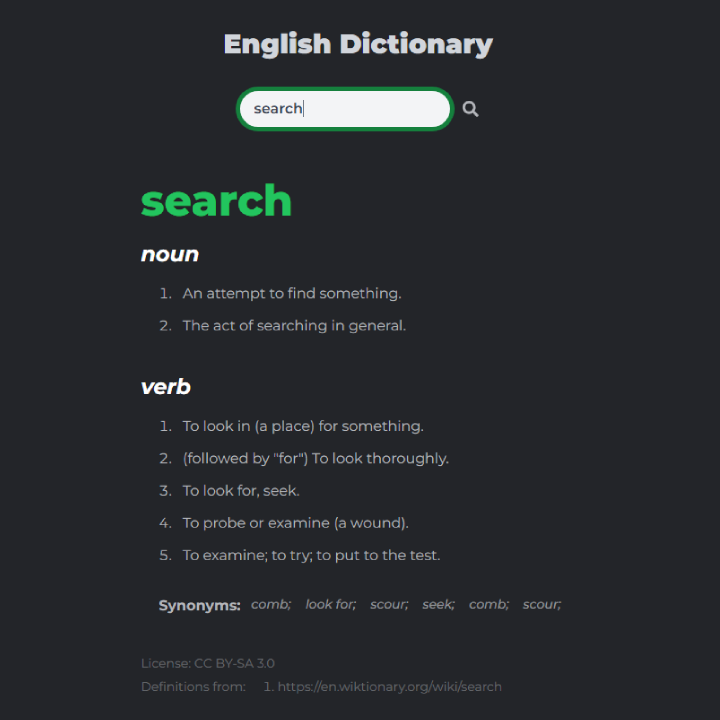 English Dictionary
search
search
noun
1. An attempt to find something.
2. The act of searching in general.
verb
1. To look in (a place) for something.
2. (followed by "for") To look thoroughly.
3. To look for, seek.
4. To probe or examine (a wound).
5. To examine; to try; to put to the test.
Synonyms: comb; look for; scour; seek; comb; scour;
License: CC BY-SA 3.0
Definitions from: 1. https://en.wiktionary.org/wiki/search